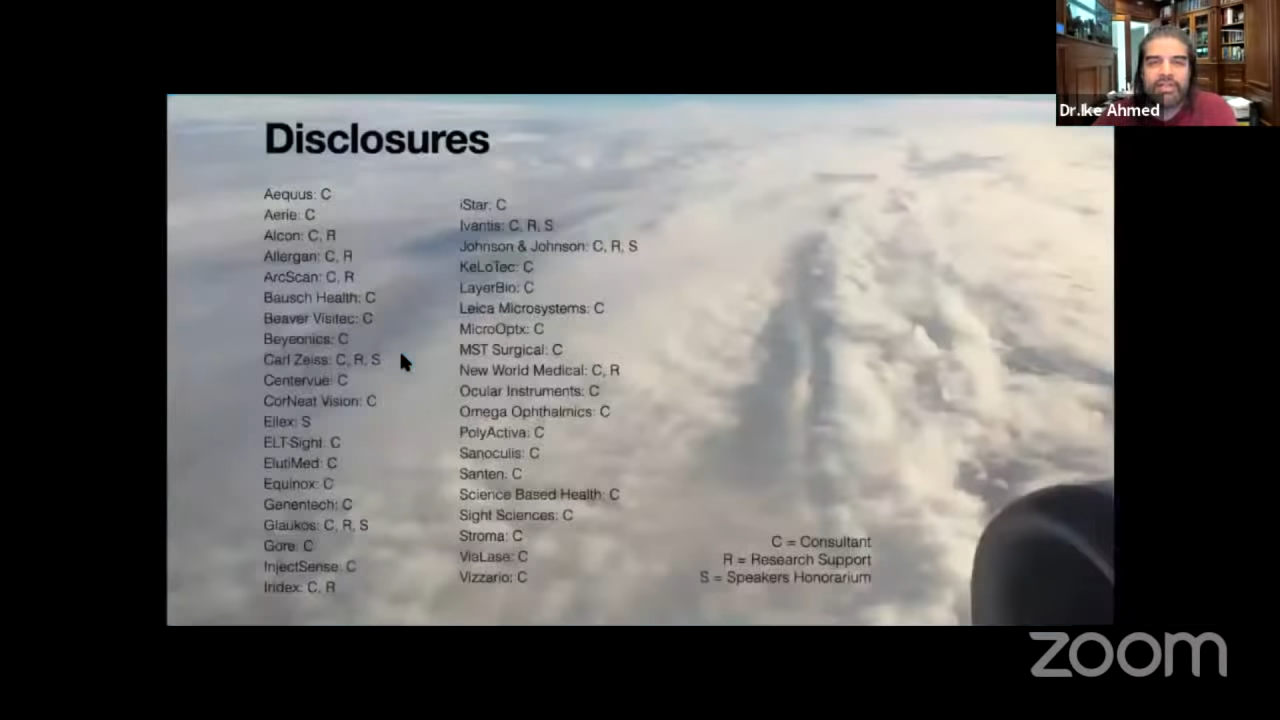 Dr.Ike Ahmed
Disclosures
Aequus: C
Aerie: C
Alcon: C, R
Allergan: C, R
ArcScan: C, R
Bausch Health: C
Beaver Visitec: C
Beyeonics: C
Carl Zeiss: C, R, S
Centervue: C
CorNeat Vision: C
Ellex: S
ELT-Sight: C
ElutiMed: C
Equinox: C
Genentech: C
Glaukos: C, R, S
Gore: C
InjectSense: C
Iridex: C, R
iStar: C
Ivantis: C, R, S
Johnson & Johnson: C, R, S
KeLoTec: C
LayerBio: C
Leica Microsystems: C
MicroOptx: C
MST Surgical: C
New World Medical: C, R
Ocular Instruments: C
Omega Ophthalmics: C
PolyActiva: C
Sanoculis: C
Santen: C
Science Based Health: C
Sight Sciences: C
Stroma: C
ViaLase: C
Vizzario: C
C = Consultant
R = Research Support
S = Speakers Honorarium
zoom